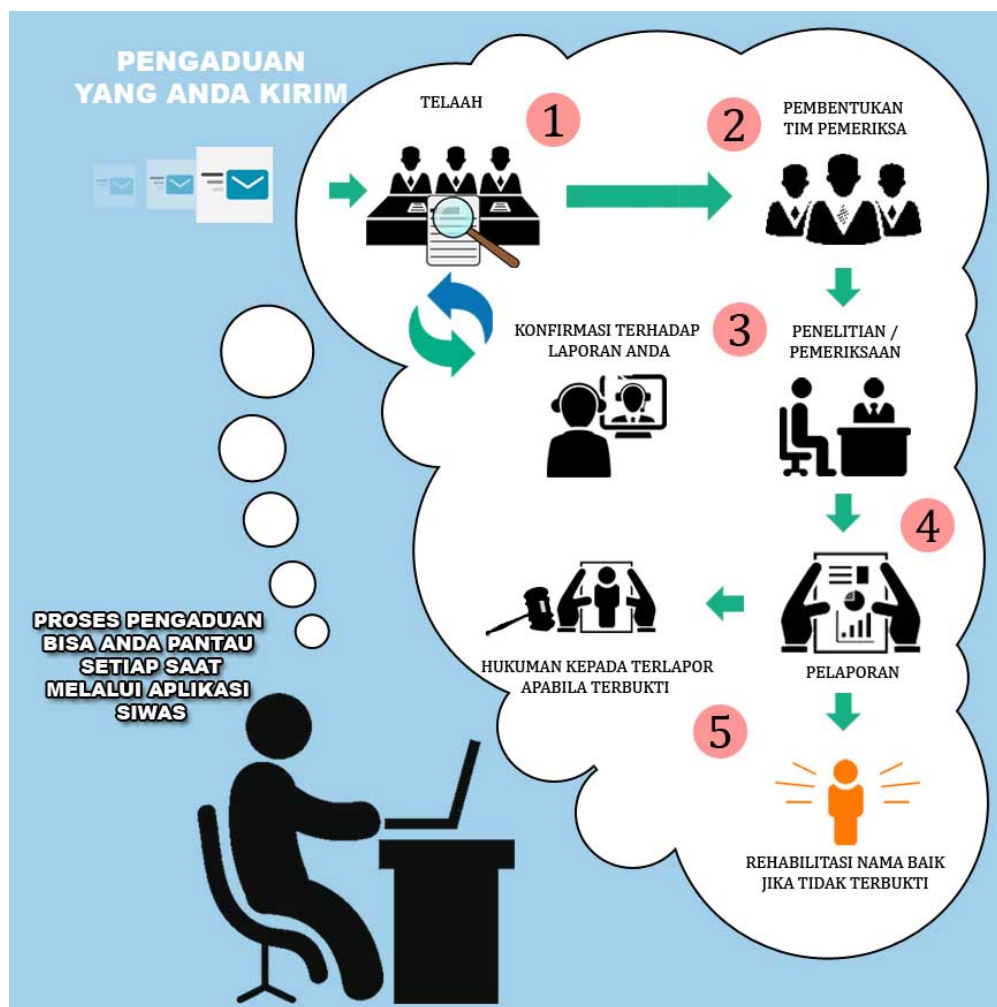 PENGADUAN
YANG ANDA KIRIM
TELAAH
1
2
PEMBENTUKAN
TIM PEMERIKSA
KONFIRMASI TERHADAP
LAPORAN ANDA
3
PENELITIAN /
PEMERIKSAAN
4
HUKUMAN KEPADA TERLAPOR
APABILA TERBUKTI
PELAPORAN
5
REHABILITASI NAMA BAIK
JIKA TIDAK TERBUKTI
PROSES PENGADUAN
BISA ANDA PANTAU
SETIAP SAAT
MELALUI APLIKASI
SIWAS